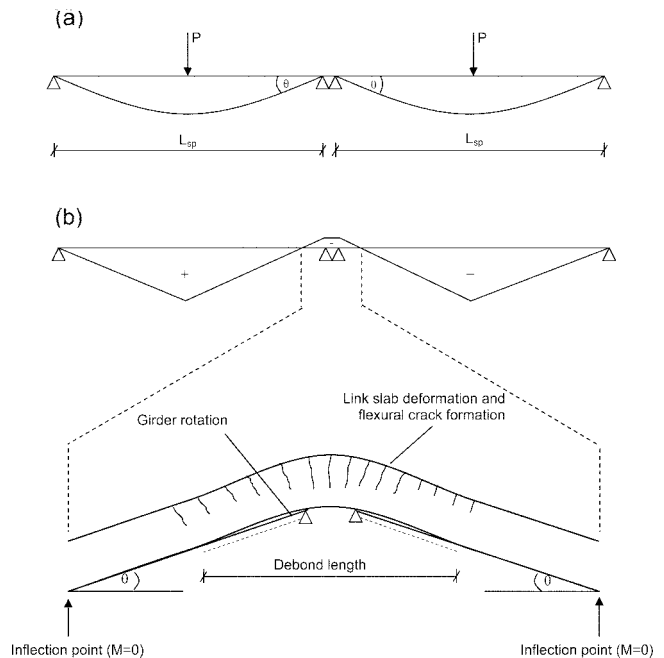 (a)
P P
θ θ
L_sp L_sp
(b)
-
+ −
Link slab deformation and
flexural crack formation
Girder rotation
Debond length
θ θ
Inflection point (M=0) Inflection point (M=0)